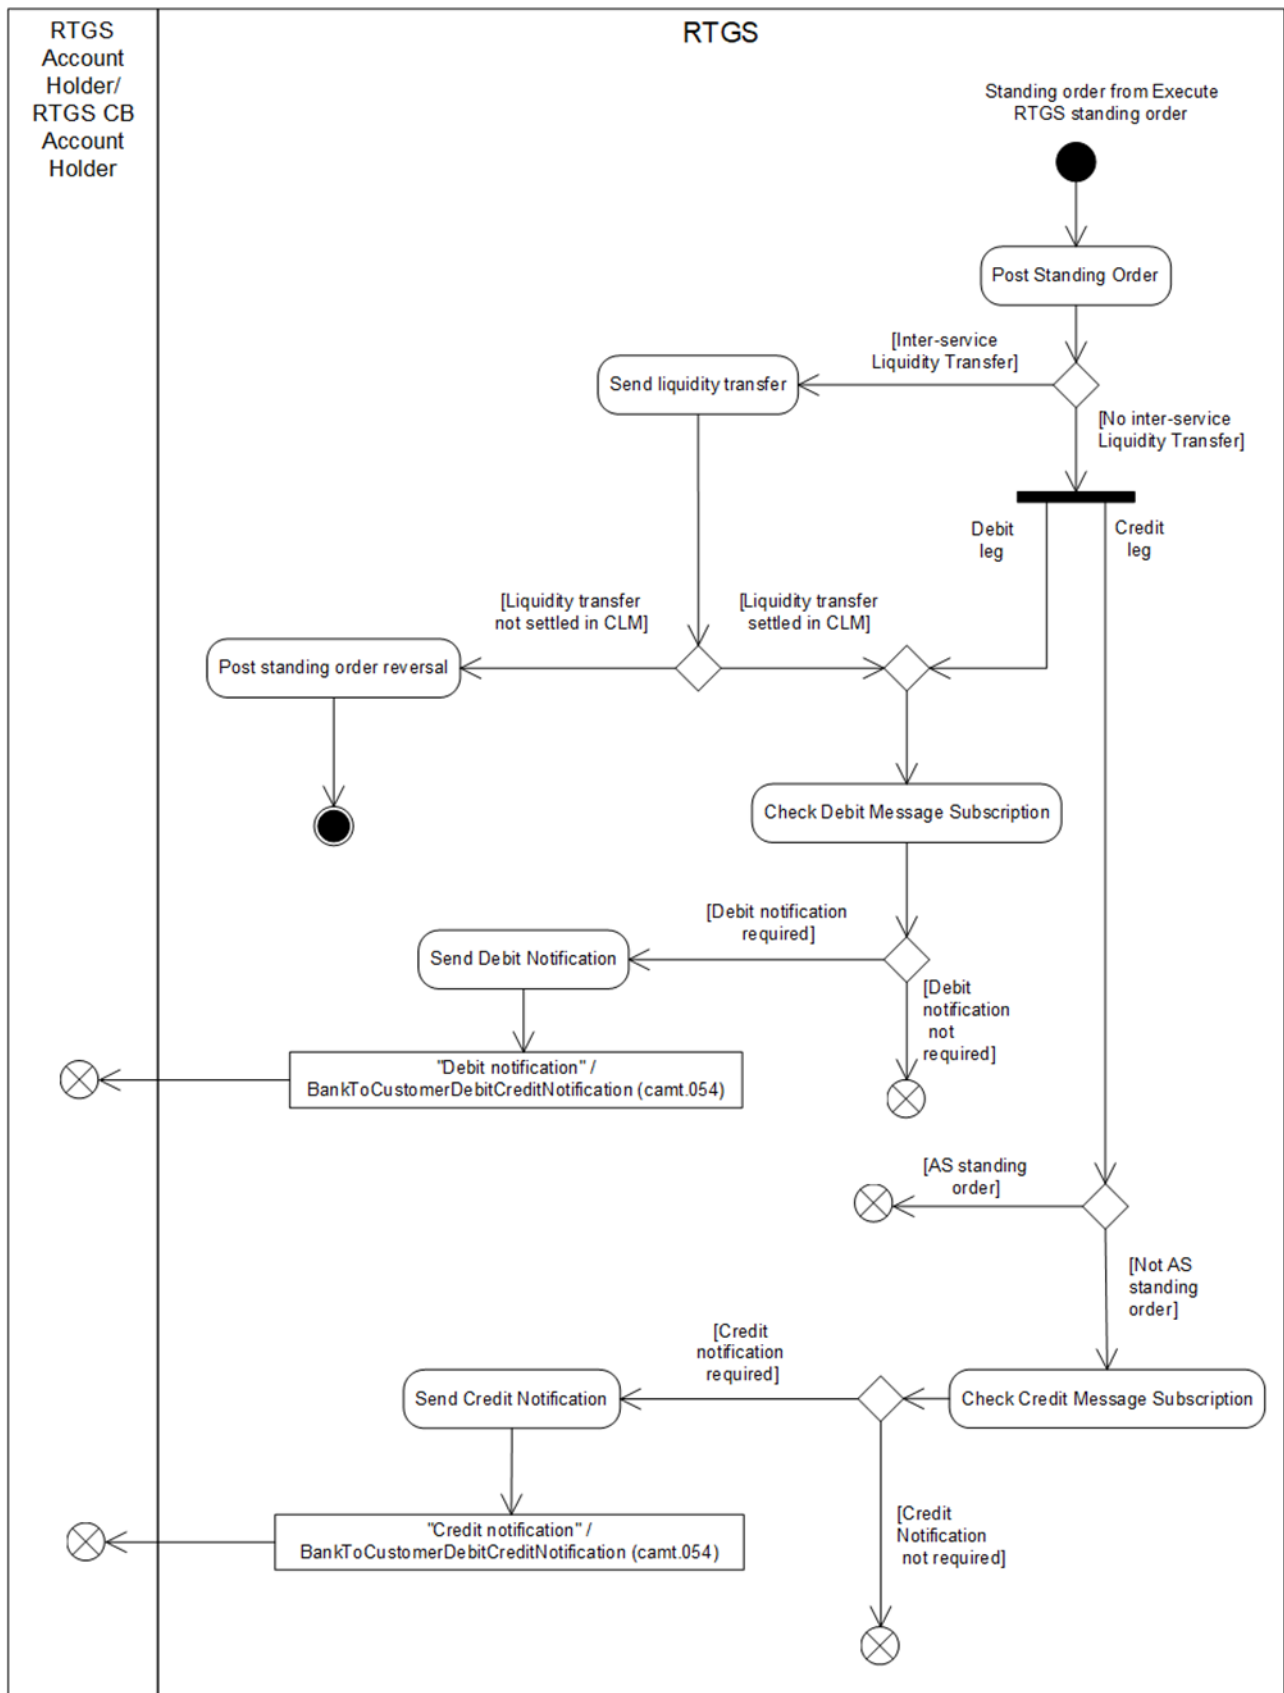 RTGS
Account
Holder/
RTGS CB
Account
Holder
RTGS
Standing order from Execute
RTGS standing order
Post Standing Order
[Inter-service
Liquidity Transfer]
Send liquidity transfer
[No inter-service
Liquidity Transfer]
Debit
leg
Credit
leg
[Liquidity transfer
not settled in CLM]
[Liquidity transfer
settled in CLM]
Post standing order reversal
Check Debit Message Subscription
[Debit notification
required]
Send Debit Notification
[Debit
notification
not
required]
"Debit notification" /
BankToCustomerDebitCreditNotification (camt.054)
[AS standing
order]
[Not AS
standing
order]
[Credit
notification
required]
Send Credit Notification
Check Credit Message Subscription
[Credit
Notification
not required]
"Credit notification" /
BankToCustomerDebitCreditNotification (camt.054)